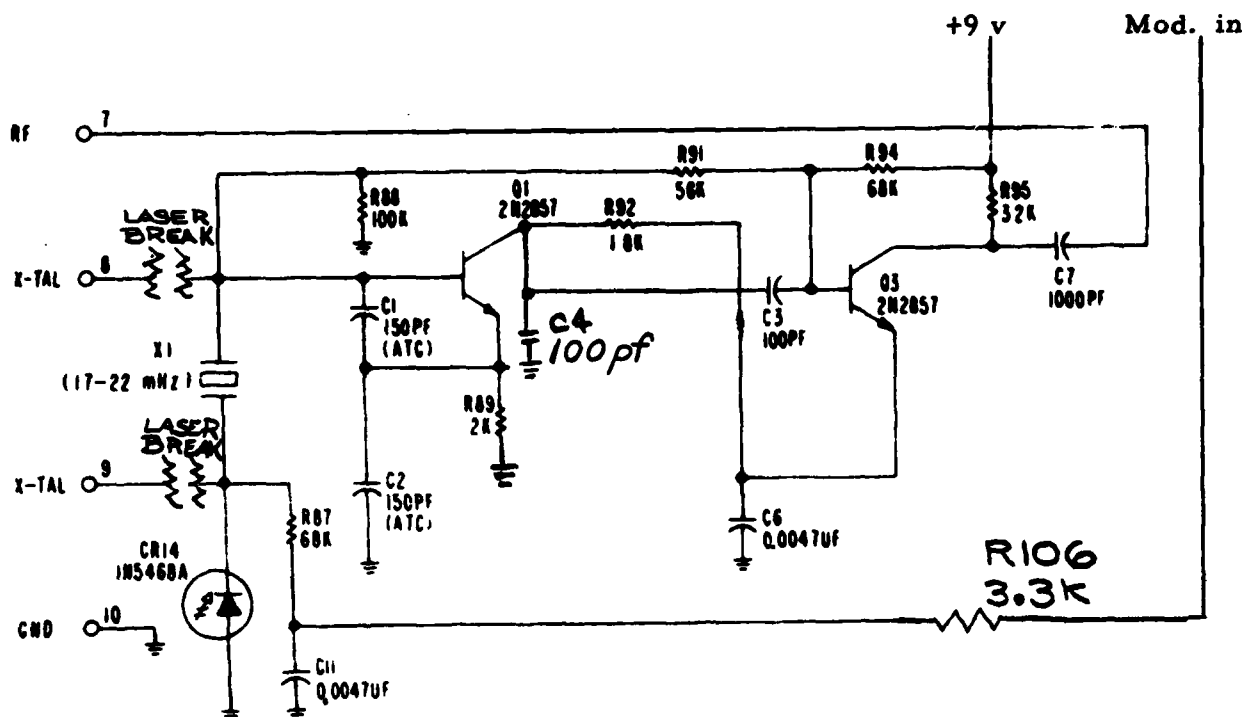 +9 v
Mod. in
RF
7
R91
56K
R94
68K
R95
32K
R88
100K
Q1
2N2857
R92
1 8K
LASER
BREAK
8
X-TAL
C1
150PF
(ATC)
C4
100pf
C3
100PF
Q3
2N2857
C7
1000PF
X1
(17-22 mHz)
R89
2K
LASER
BREAK
9
X-TAL
C2
150PF
(ATC)
R87
68K
C6
0.0047UF
CR14
1N5468A
R106
3.3K
GND
10
C11
0.0047UF